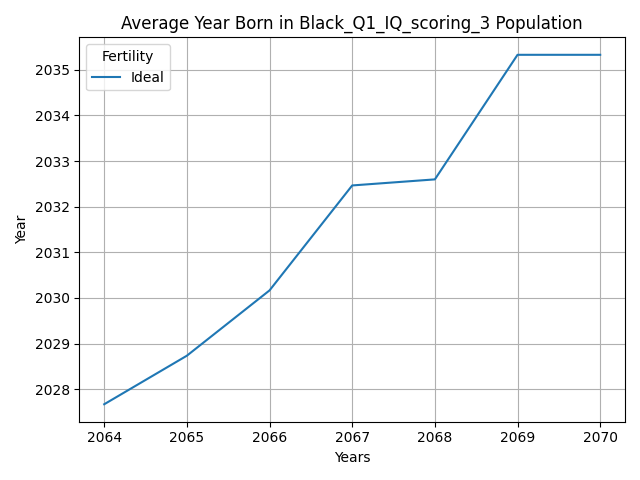 Average Year Born in Black_Q1_IQ_scoring_3 Population
Fertility
Ideal
2035
2034
2033
2032
2031
2030
2029
2028
Year
2064 2065 2066 2067 2068 2069 2070
Years